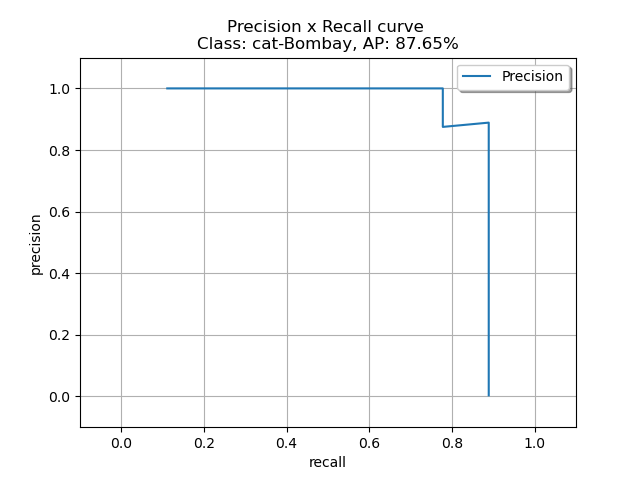 Precision x Recall curve
Class: cat-Bombay, AP: 87.65%
Precision
1.0
0.8
0.6
0.4
0.2
0.0
precision
0.0 0.2 0.4 0.6 0.8 1.0
recall